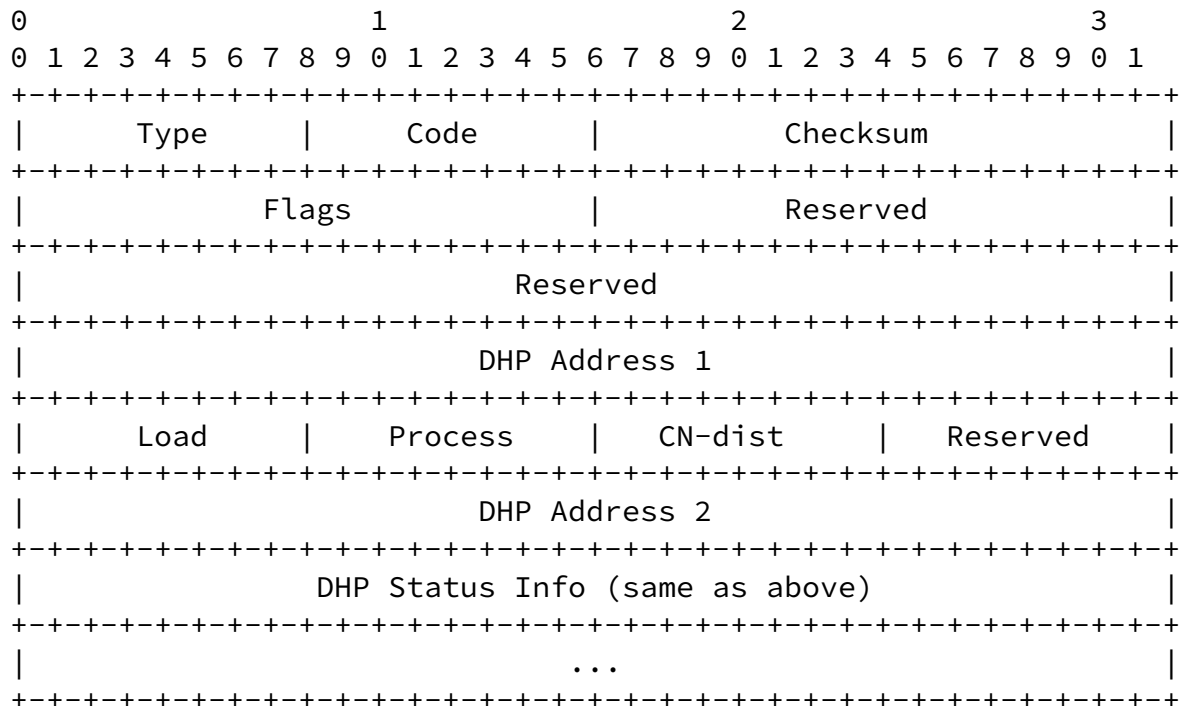 0                   1                   2                   3
0 1 2 3 4 5 6 7 8 9 0 1 2 3 4 5 6 7 8 9 0 1 2 3 4 5 6 7 8 9 0 1
+-+-+-+-+-+-+-+-+-+-+-+-+-+-+-+-+-+-+-+-+-+-+-+-+-+-+-+-+-+-+-+-+
|      Type     |     Code      |          Checksum             |
+-+-+-+-+-+-+-+-+-+-+-+-+-+-+-+-+-+-+-+-+-+-+-+-+-+-+-+-+-+-+-+-+
|             Flags             |          Reserved             |
+-+-+-+-+-+-+-+-+-+-+-+-+-+-+-+-+-+-+-+-+-+-+-+-+-+-+-+-+-+-+-+-+
|                           Reserved                            |
+-+-+-+-+-+-+-+-+-+-+-+-+-+-+-+-+-+-+-+-+-+-+-+-+-+-+-+-+-+-+-+-+
|                         DHP Address 1                         |
+-+-+-+-+-+-+-+-+-+-+-+-+-+-+-+-+-+-+-+-+-+-+-+-+-+-+-+-+-+-+-+-+
|      Load     |    Process    |   CN-dist     |   Reserved    |
+-+-+-+-+-+-+-+-+-+-+-+-+-+-+-+-+-+-+-+-+-+-+-+-+-+-+-+-+-+-+-+-+
|                         DHP Address 2                         |
+-+-+-+-+-+-+-+-+-+-+-+-+-+-+-+-+-+-+-+-+-+-+-+-+-+-+-+-+-+-+-+-+
|                DHP Status Info (same as above)                |
+-+-+-+-+-+-+-+-+-+-+-+-+-+-+-+-+-+-+-+-+-+-+-+-+-+-+-+-+-+-+-+-+
|                              ...                              |
+-+-+-+-+-+-+-+-+-+-+-+-+-+-+-+-+-+-+-+-+-+-+-+-+-+-+-+-+-+-+-+-+